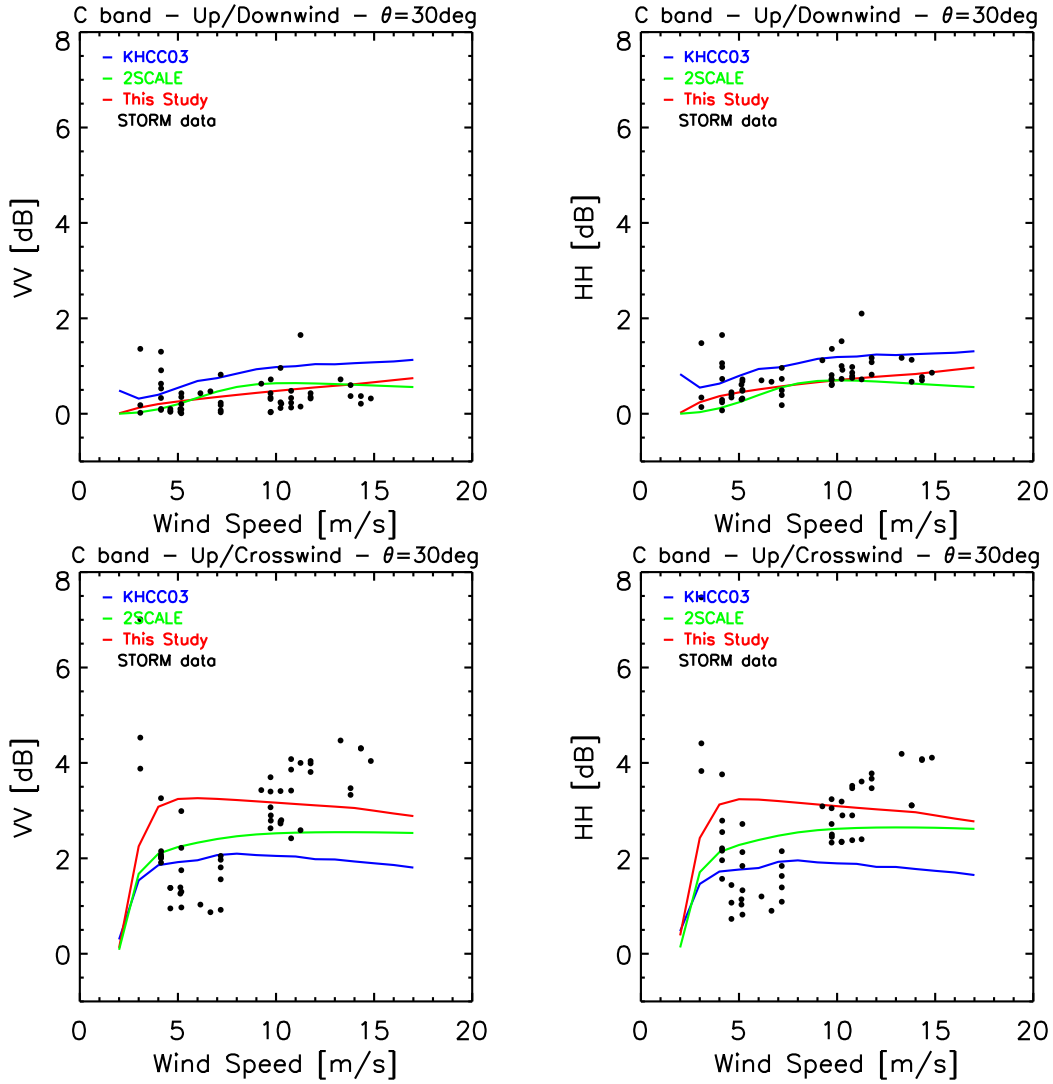 C band – Up/Downwind – θ=30deg
8
6
4
2
0
VV [dB]
KHCC03
2SCALE
This Study
STORM data
0 5 10 15 20
Wind Speed [m/s]
C band – Up/Downwind – θ=30deg
8
6
4
2
0
HH [dB]
KHCC03
2SCALE
This Study
STORM data
0 5 10 15 20
Wind Speed [m/s]
C band – Up/Crosswind – θ=30deg
8
6
4
2
0
VV [dB]
KHCC03
2SCALE
This Study
STORM data
0 5 10 15 20
Wind Speed [m/s]
C band – Up/Crosswind – θ=30deg
8
6
4
2
0
HH [dB]
KHCC03
2SCALE
This Study
STORM data
0 5 10 15 20
Wind Speed [m/s]